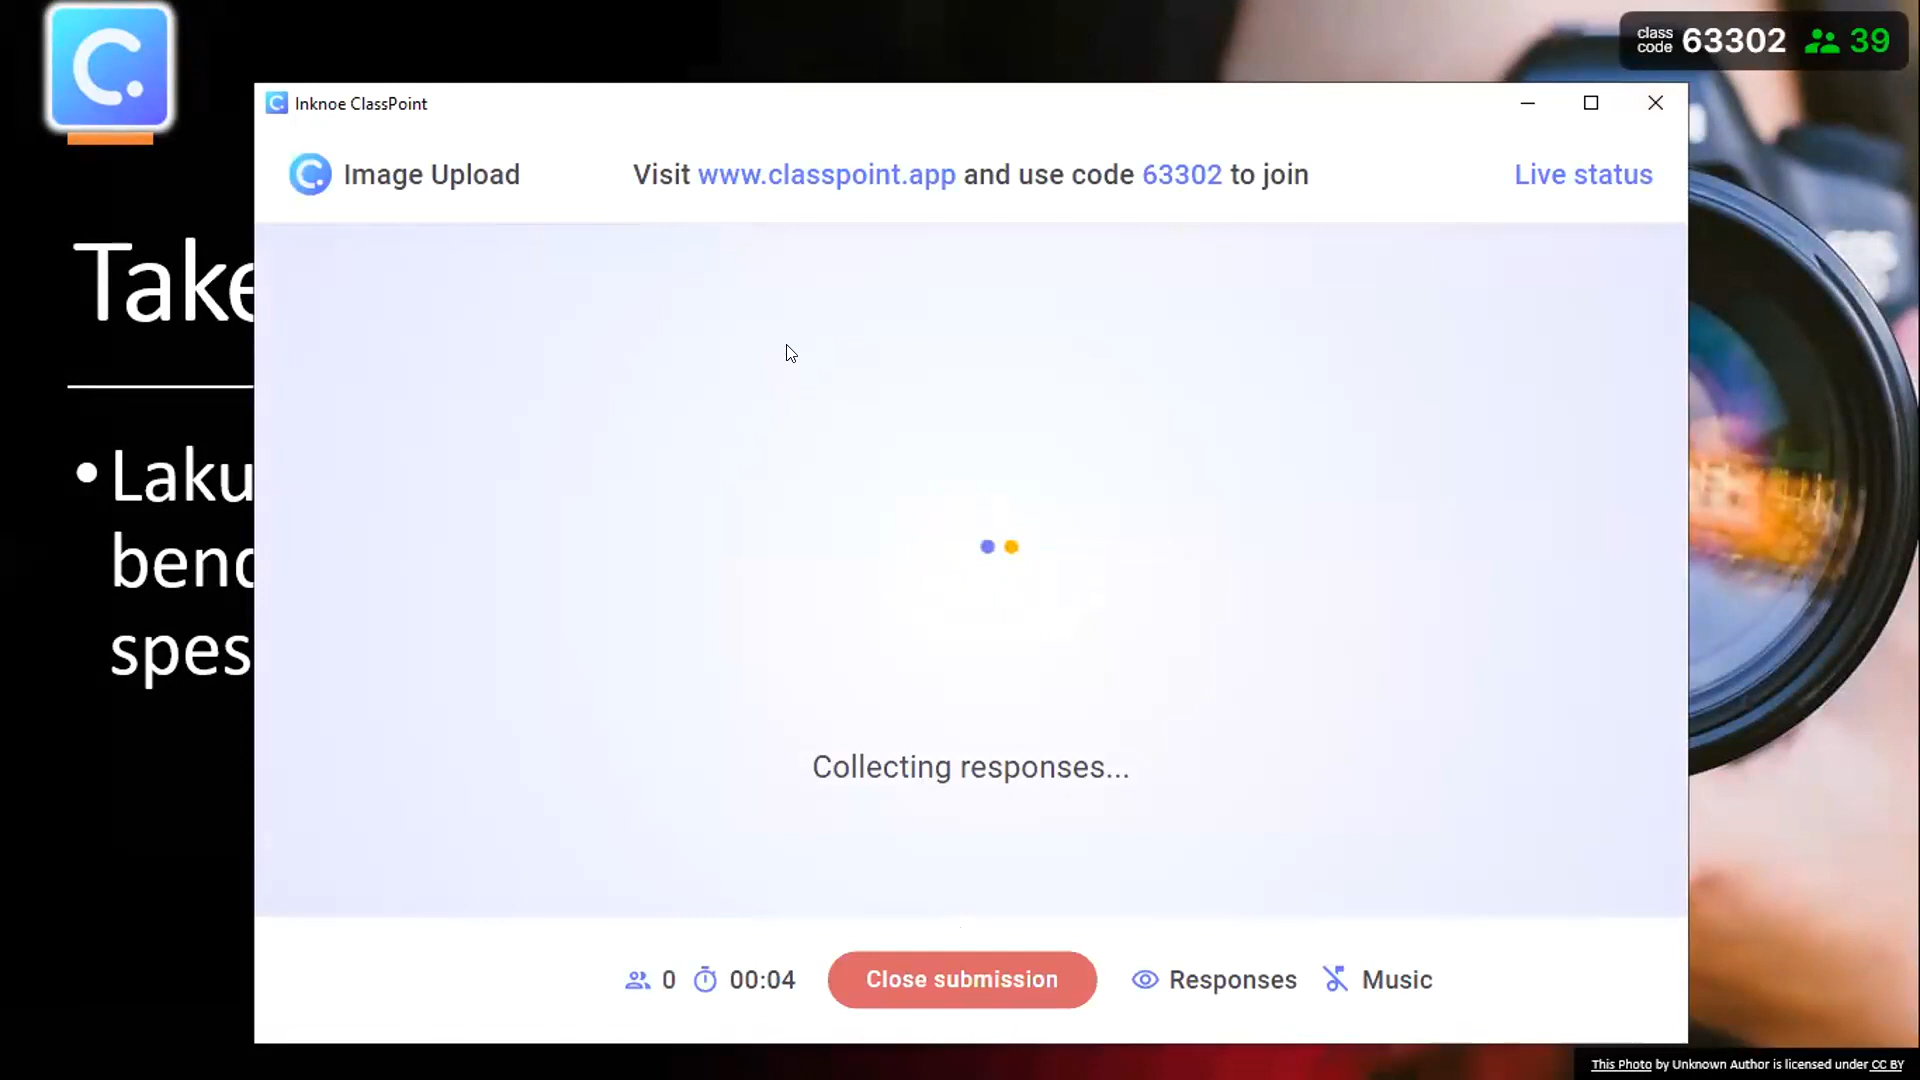 class code 63302 39
Inknoe ClassPoint
Image Upload
Visit www.classpoint.app and use code 63302 to join
Live status
Take
• Laku
bend
spes
Collecting responses...
0 00:04 Close submission Responses Music
This Photo by Unknown Author is licensed under CC BY